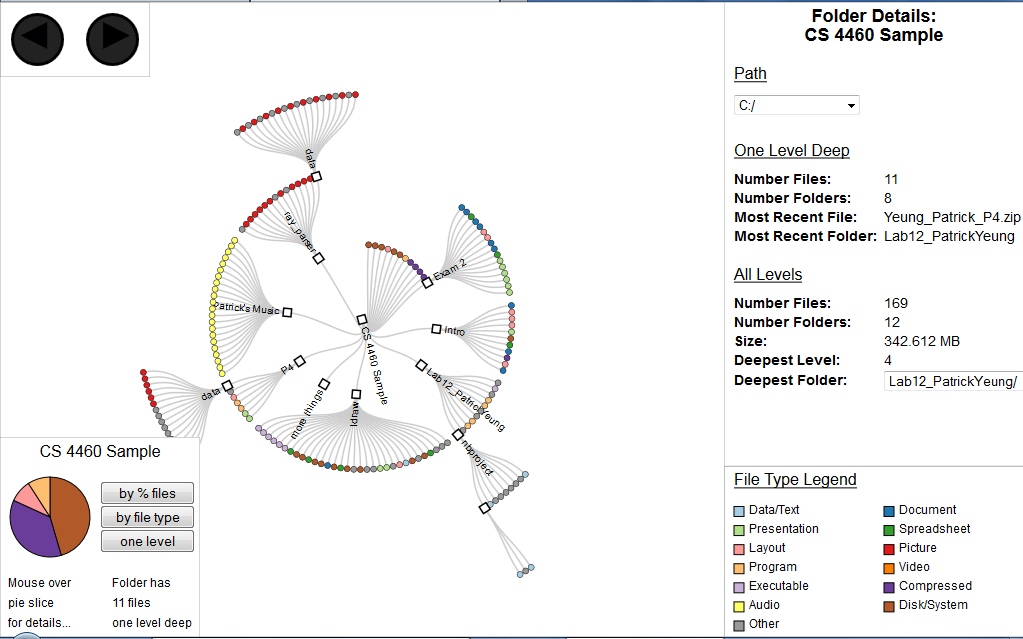 Folder Details:
CS 4460 Sample
Path
C:/
One Level Deep
Number Files: 11
Number Folders: 8
Most Recent File: Yeung_Patrick_P4.zip
Most Recent Folder: Lab12_PatrickYeung
All Levels
Number Files: 169
Number Folders: 12
Size: 342.612 MB
Deepest Level: 4
Deepest Folder: Lab12_PatrickYeung/
File Type Legend
Data/Text
Document
Presentation
Spreadsheet
Layout
Picture
Program
Video
Executable
Compressed
Audio
Disk/System
Other
data
ray_parser
Exam 2
Patrick's Music
Intro
CS 4460 Sample
P4
data
more things
ldraw
Lab12_PatrickYeung
nbproject
CS 4460 Sample
by % files
by file type
one level
Mouse over
pie slice
for details...
Folder has
11 files
one level deep